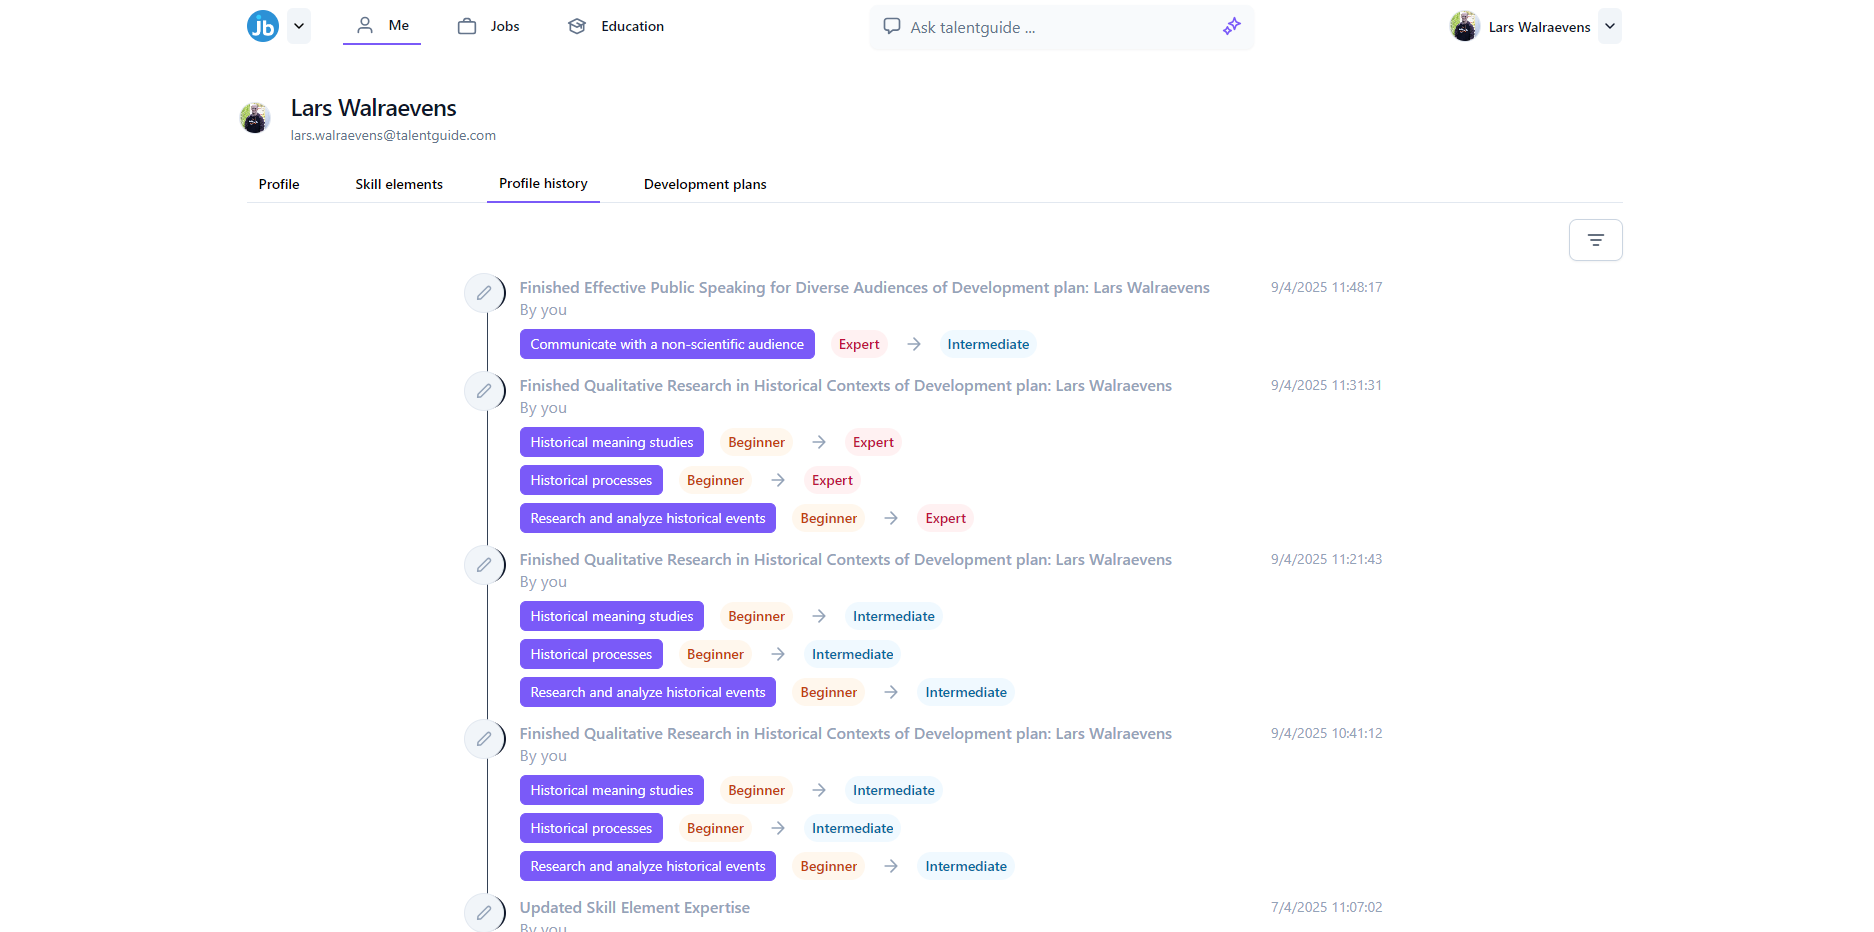 jb
Me
Jobs
Education
Ask talentguide ...
Lars Walraevens
Lars Walraevens
lars.walraevens@talentguide.com
Profile
Skill elements
Profile history
Development plans
Finished Effective Public Speaking for Diverse Audiences of Development plan: Lars Walraevens
9/4/2025 11:48:17
By you
Communicate with a non-scientific audience Expert → Intermediate
Finished Qualitative Research in Historical Contexts of Development plan: Lars Walraevens
9/4/2025 11:31:31
By you
Historical meaning studies Beginner → Expert
Historical processes Beginner → Expert
Research and analyze historical events Beginner → Expert
Finished Qualitative Research in Historical Contexts of Development plan: Lars Walraevens
9/4/2025 11:21:43
By you
Historical meaning studies Beginner → Intermediate
Historical processes Beginner → Intermediate
Research and analyze historical events Beginner → Intermediate
Finished Qualitative Research in Historical Contexts of Development plan: Lars Walraevens
9/4/2025 10:41:12
By you
Historical meaning studies Beginner → Intermediate
Historical processes Beginner → Intermediate
Research and analyze historical events Beginner → Intermediate
Updated Skill Element Expertise
7/4/2025 11:07:02
By you